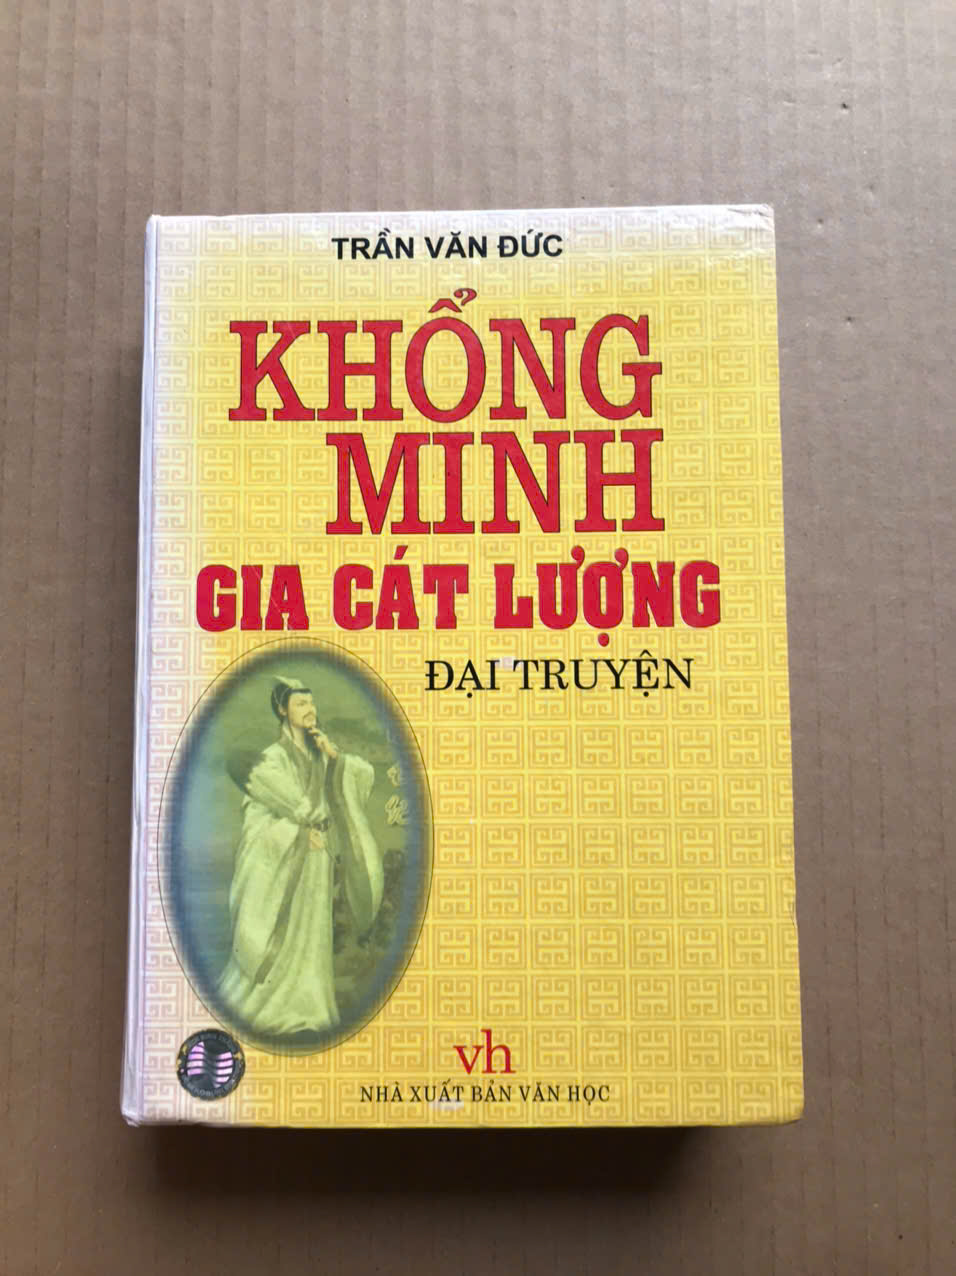 TRẦN VĂN ĐỨC
KHỔNG
MINH
GIA CÁT LƯỢNG
ĐẠI TRUYỆN
vh
NHÀ XUẤT BẢN VĂN HỌC